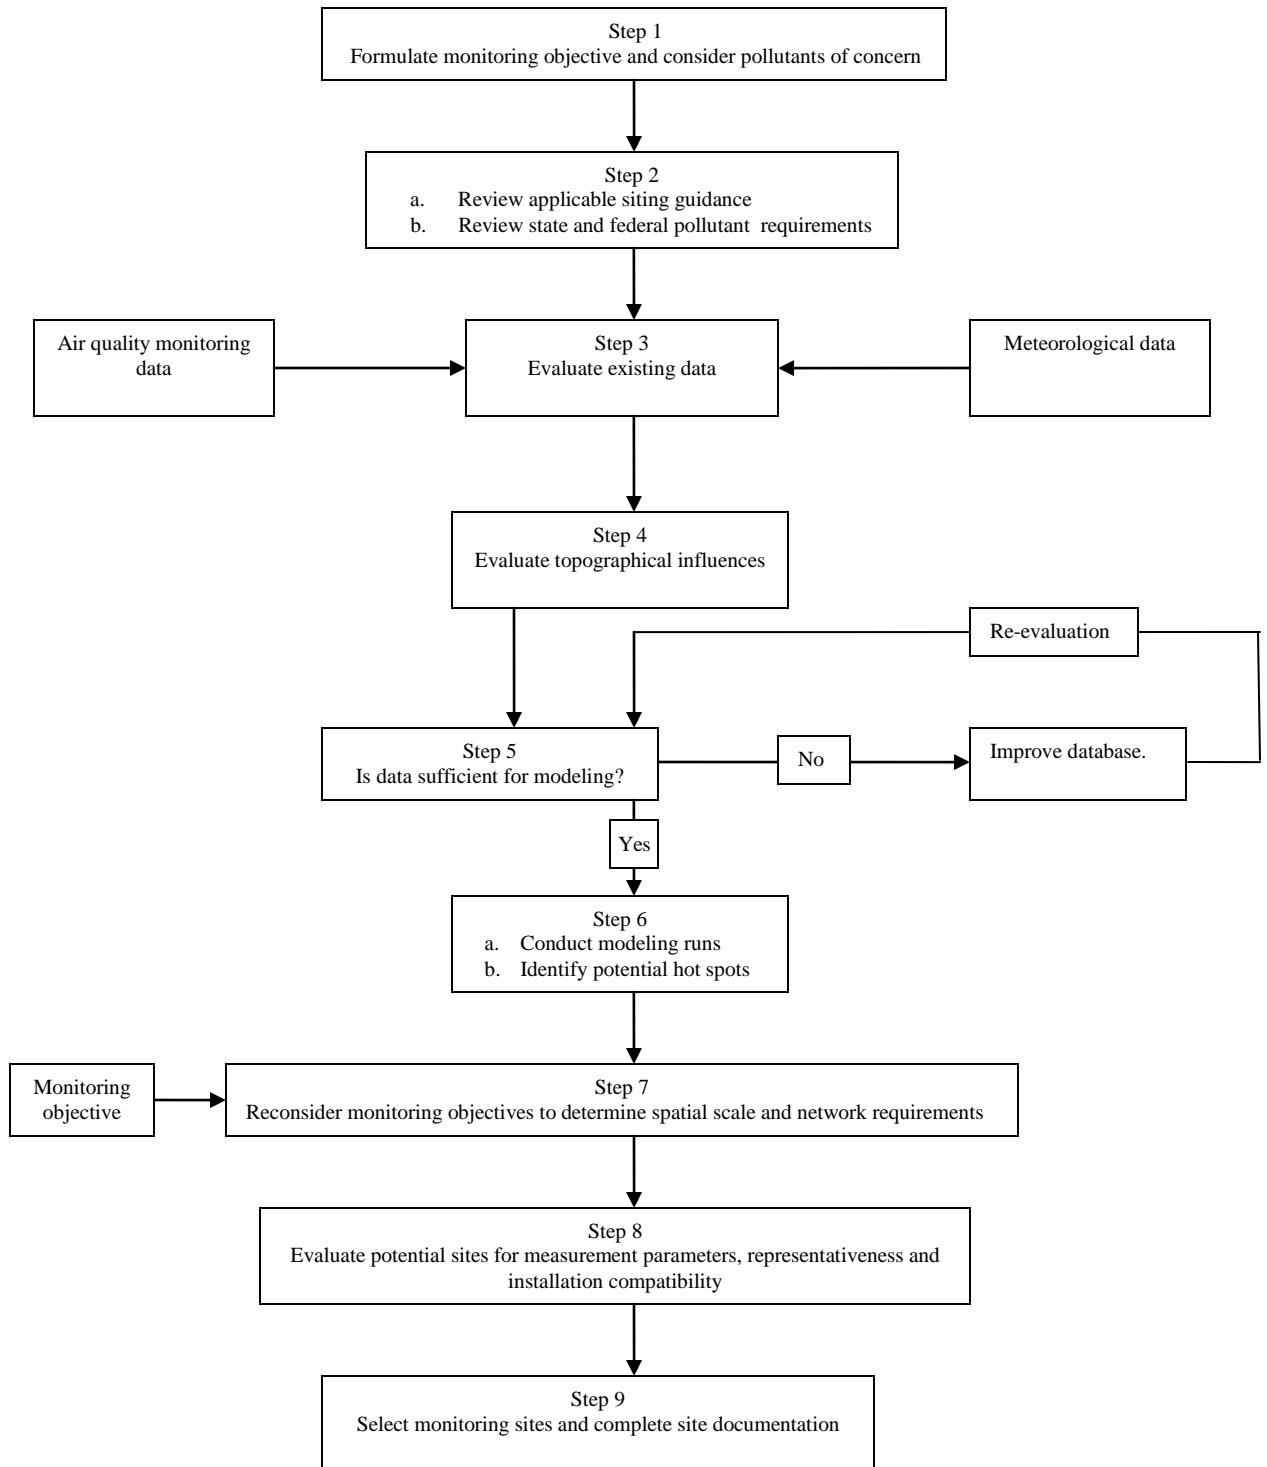 Step 1
Formulate monitoring objective and consider pollutants of concern
Step 2
a. Review applicable siting guidance
b. Review state and federal pollutant requirements
Air quality monitoring
data
Step 3
Evaluate existing data
Meteorological data
Step 4
Evaluate topographical influences
Re-evaluation
Step 5
Is data sufficient for modeling?
No
Improve database.
Yes
Step 6
a. Conduct modeling runs
b. Identify potential hot spots
Monitoring
objective
Step 7
Reconsider monitoring objectives to determine spatial scale and network requirements
Step 8
Evaluate potential sites for measurement parameters, representativeness and
installation compatibility
Step 9
Select monitoring sites and complete site documentation